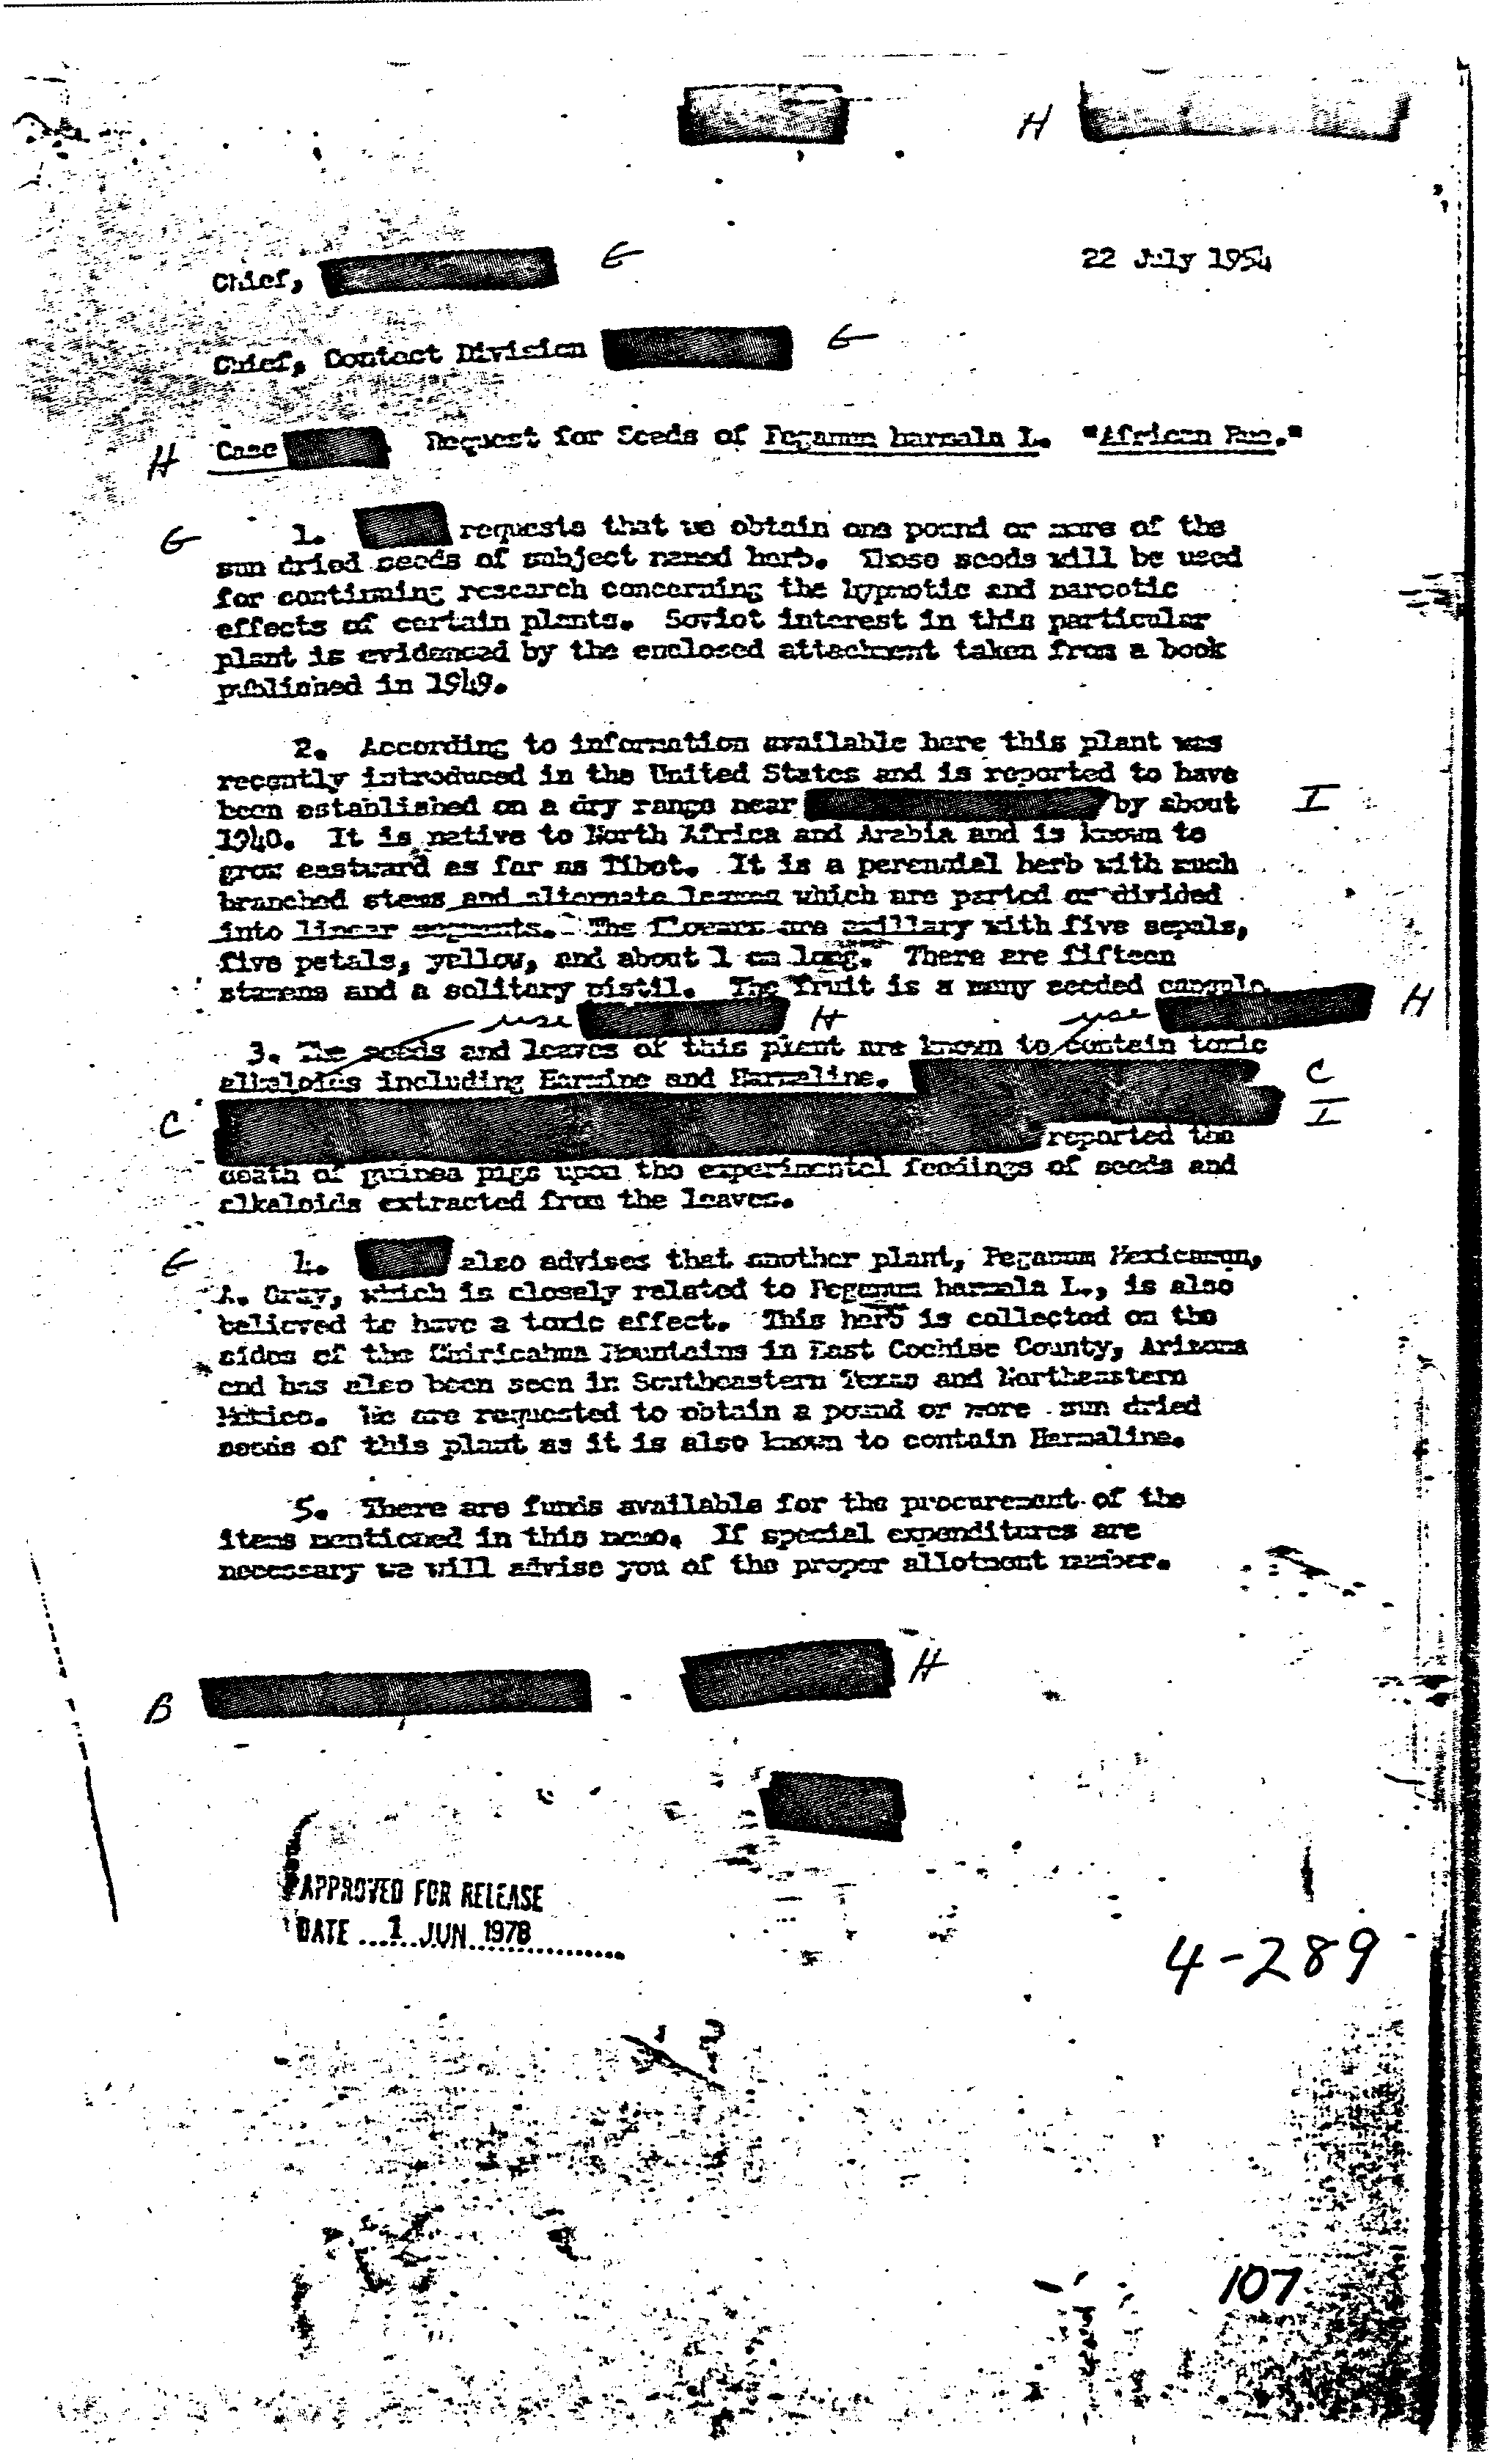 H
Chief, G 22 July 1954
Chief, Contact Division G
H Case Request for Seeds of Peganum harmala L. "African Rue."
G 1. requests that we obtain one pound or more of the
sun dried seeds of subject named herb. These seeds will be used
for continuing research concerning the hypnotic and narcotic
effects of certain plants. Soviet interest in this particular
plant is evidenced by the enclosed attachment taken from a book
published in 1949.
2. According to information available here this plant was
recently introduced in the United States and is reported to have
been established on a dry range near by about I
1940. It is native to North Africa and Arabia and is known to
grow eastward as far as Tibet. It is a perennial herb with much
branched stems and alternate leaves which are parted or divided
into linear segments. The flowers are axillary with five sepals,
five petals, yellow, and about 1 cm long. There are fifteen
stamens and a solitary pistil. The fruit is a many seeded capsule.
use H use H
3. The seeds and leaves of this plant are known to contain toxic
alkaloids including Harmine and Harmaline. C
C I
reported the
death of guinea pigs upon the experimental feedings of seeds and
alkaloids extracted from the leaves.
G 4. also advises that another plant, Peganum Mexicanum,
A. Gray, which is closely related to Peganum harmala L., is also
believed to have a toxic effect. This herb is collected on the
sides of the Chiricahua Mountains in East Cochise County, Arizona
and has also been seen in Southeastern Texas and Northeastern
Mexico. We are requested to obtain a pound or more sun dried
seeds of this plant as it is also known to contain Harmaline.
5. There are funds available for the procurement of the
items mentioned in this memo. If special expenditures are
necessary we will advise you of the proper allotment number.
B H
APPROVED FOR RELEASE
DATE 1 JUN 1978
4-289
107